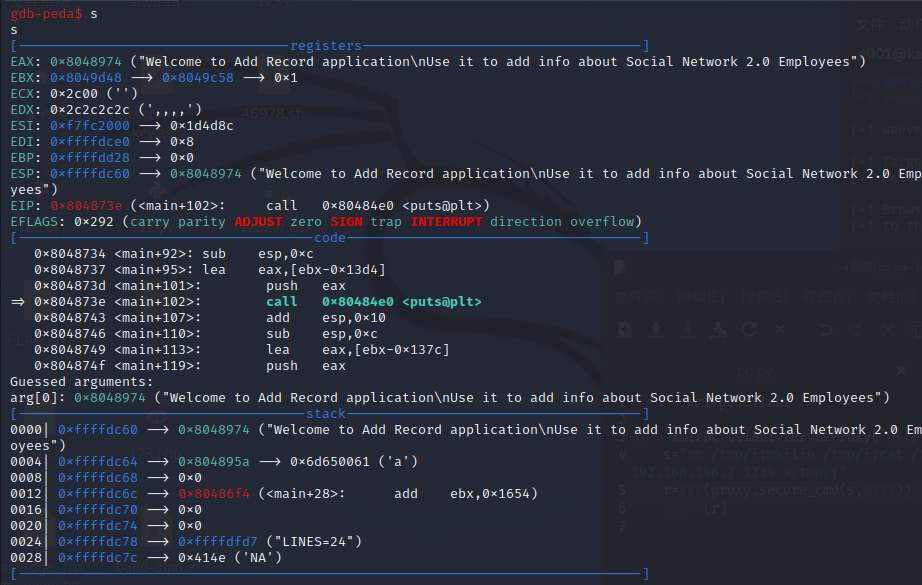 gdb-peda$ s
s
[----------------------------------registers-----------------------------------]
EAX: 0x8048974 ("Welcome to Add Record application\nUse it to add info about Social Network 2.0 Employees")
EBX: 0x8049d48 --> 0x8049c58 --> 0x1
ECX: 0x2c00 ('')
EDX: 0x2c2c2c2c (',,,,')
ESI: 0xf7fc2000 --> 0x1d4d8c
EDI: 0xffffdce0 --> 0x8
EBP: 0xffffdd28 --> 0x0
ESP: 0xffffdc60 --> 0x8048974 ("Welcome to Add Record application\nUse it to add info about Social Network 2.0 Emplo
yees")
EIP: 0x804873e (<main+102>: call 0x80484e0 <puts@plt>)
EFLAGS: 0x292 (carry parity ADJUST zero SIGN trap INTERRUPT direction overflow)
[-------------------------------------code-------------------------------------]
0x8048734 <main+92>: sub esp,0xc
0x8048737 <main+95>: lea eax,[ebx-0x13d4]
0x804873d <main+101>: push eax
=> 0x804873e <main+102>: call 0x80484e0 <puts@plt>
0x8048743 <main+107>: add esp,0x10
0x8048746 <main+110>: sub esp,0xc
0x8048749 <main+113>: lea eax,[ebx-0x137c]
0x804874f <main+119>: push eax
Guessed arguments:
arg[0]: 0x8048974 ("Welcome to Add Record application\nUse it to add info about Social Network 2.0 Employees")
[------------------------------------stack-------------------------------------]
0000| 0xffffdc60 --> 0x8048974 ("Welcome to Add Record application\nUse it to add info about Social Network 2.0 Empl
oyees")
0004| 0xffffdc64 --> 0x804895a --> 0x6d650061 ('a')
0008| 0xffffdc68 --> 0x0
0012| 0xffffdc6c --> 0x80486f4 (<main+28>: add ebx,0x1654)
0016| 0xffffdc70 --> 0x0
0020| 0xffffdc74 --> 0x0
0024| 0xffffdc78 --> 0xffffdfd7 ("LINES=24")
0028| 0xffffdc7c --> 0x414e ('NA')
[------------------------------------------------------------------------------]